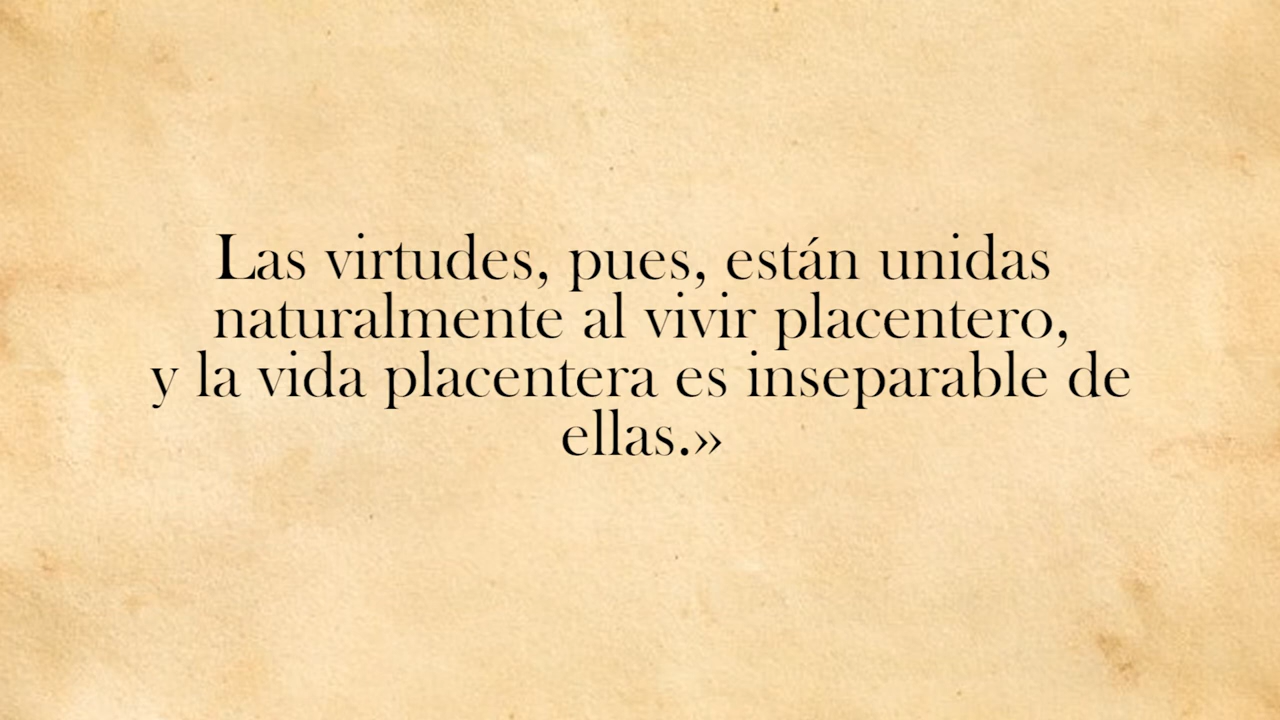 Las virtudes, pues, están unidas
naturalmente al vivir placentero,
y la vida placentera es inseparable de
ellas.»